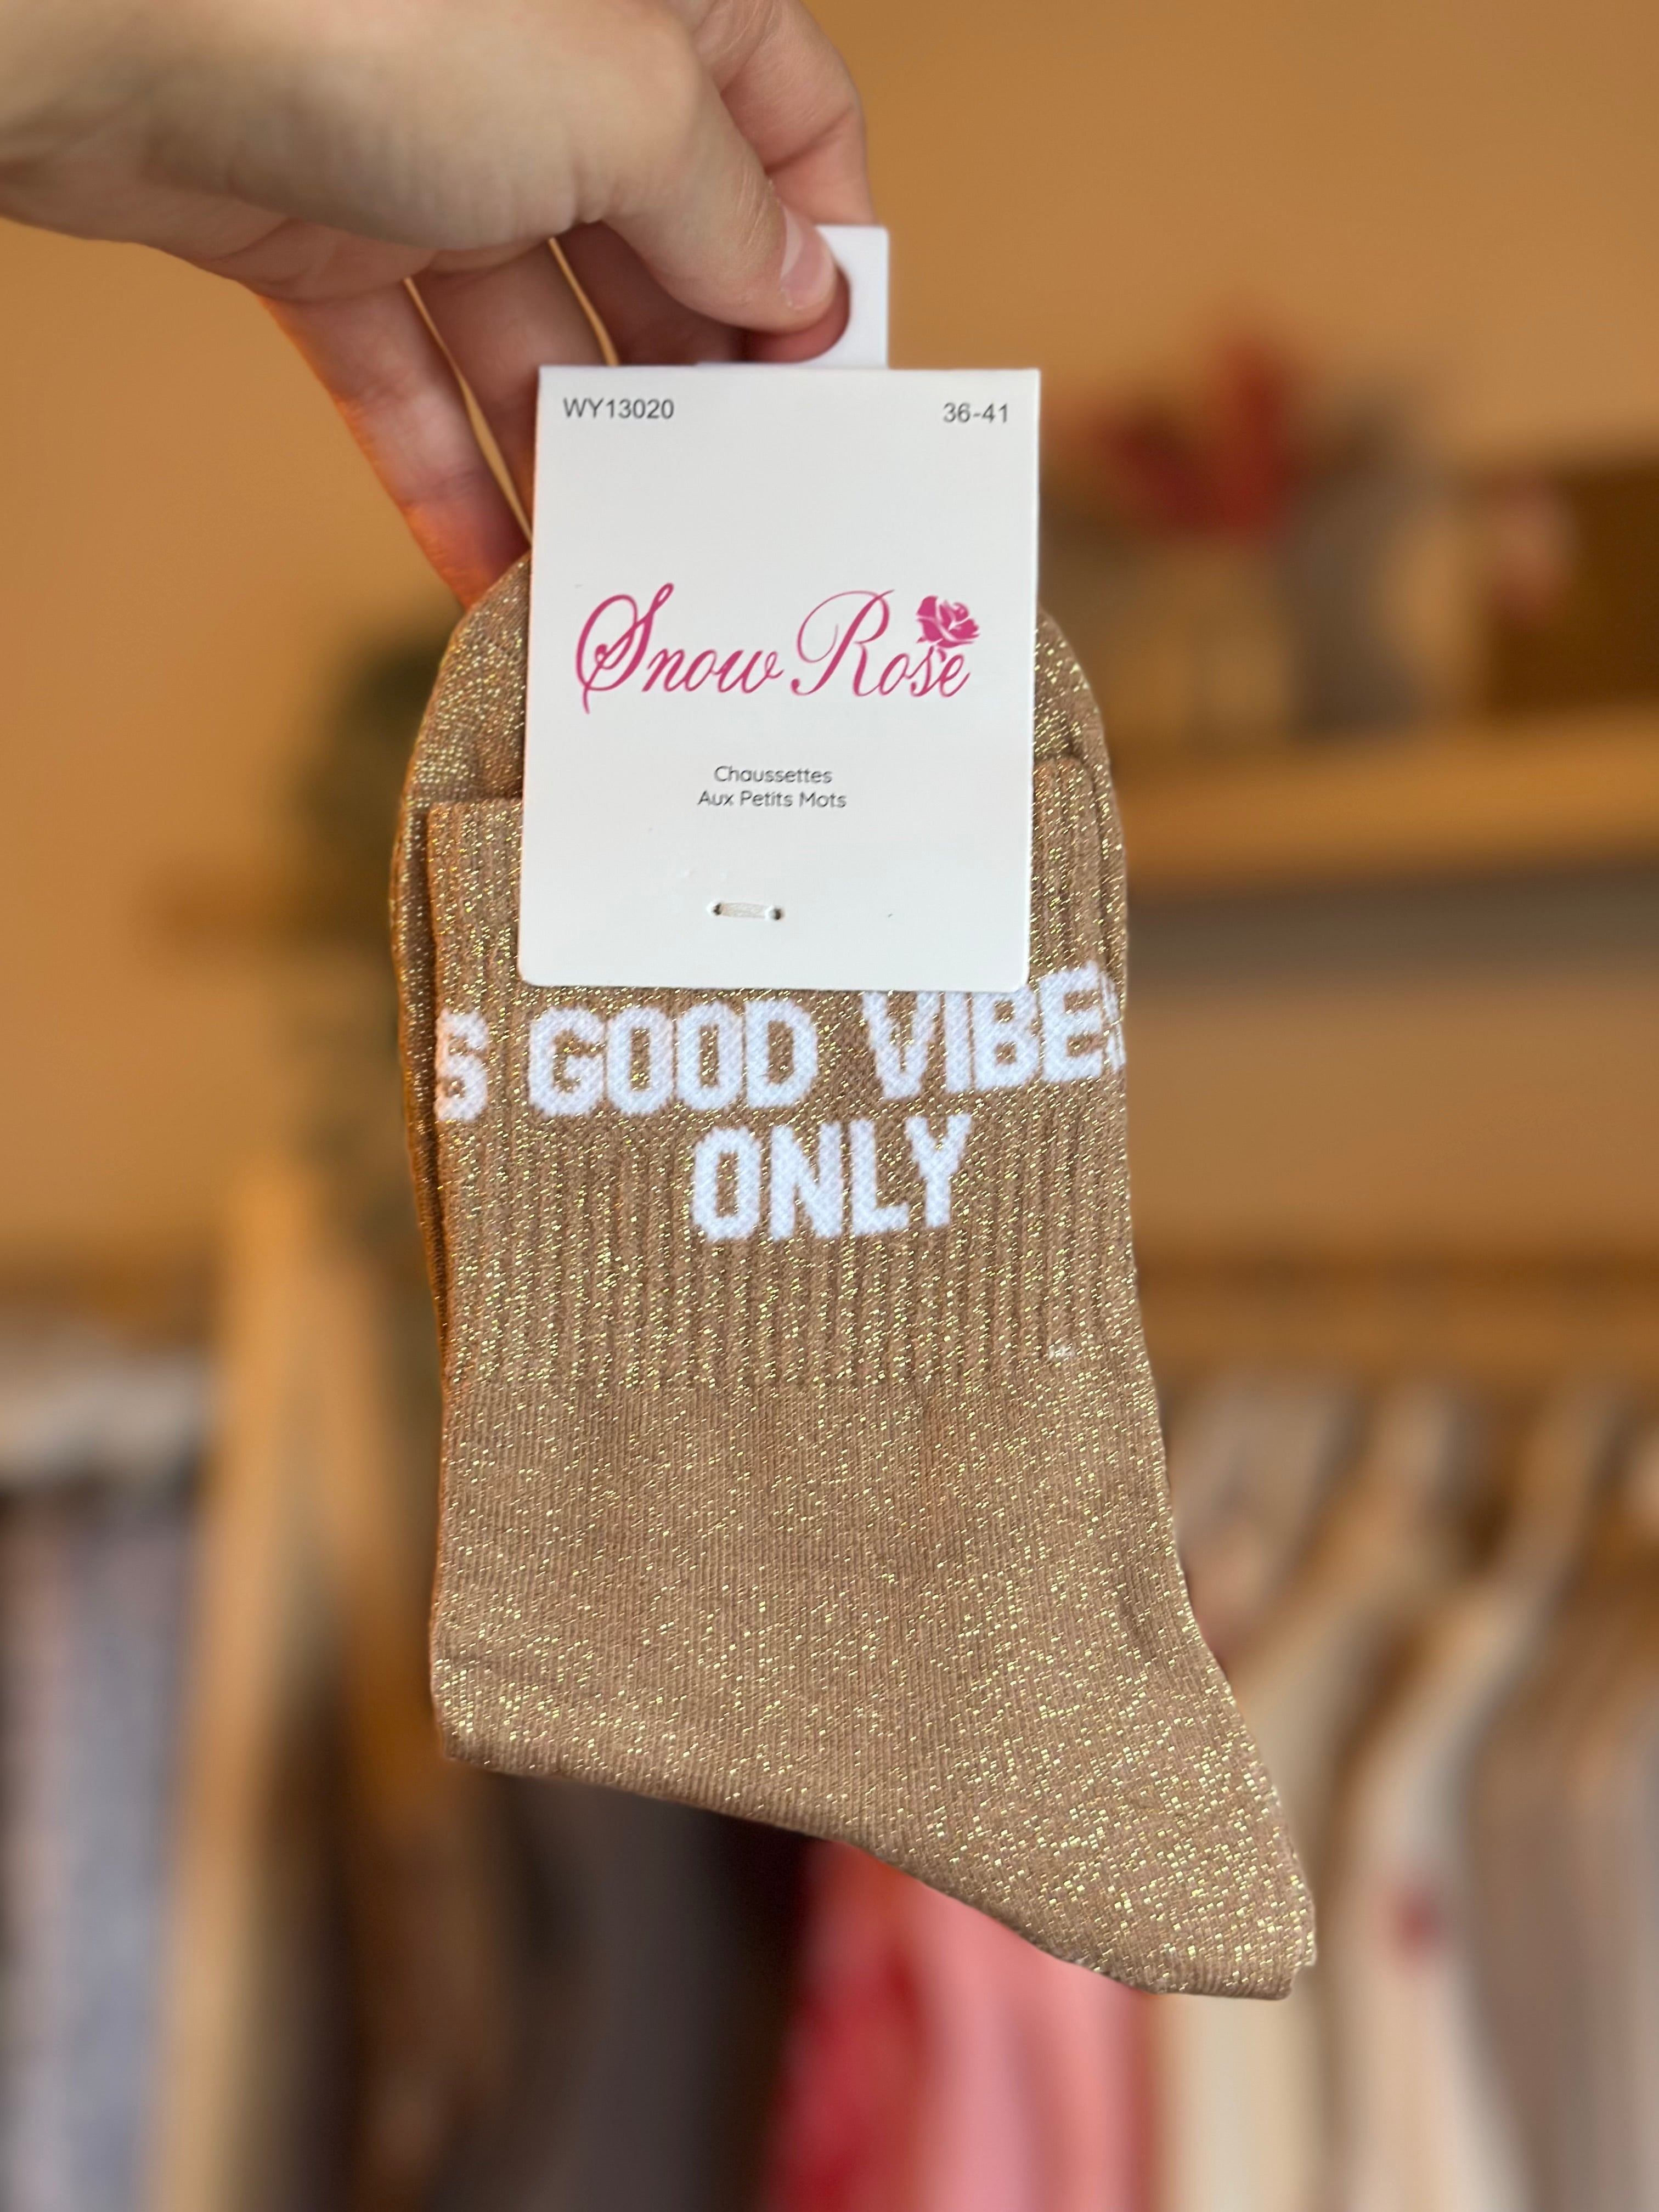 WY13020 36-41
Snow Rose
Chaussettes
Aux Petits Mots
S GOOD VIBE
ONLY